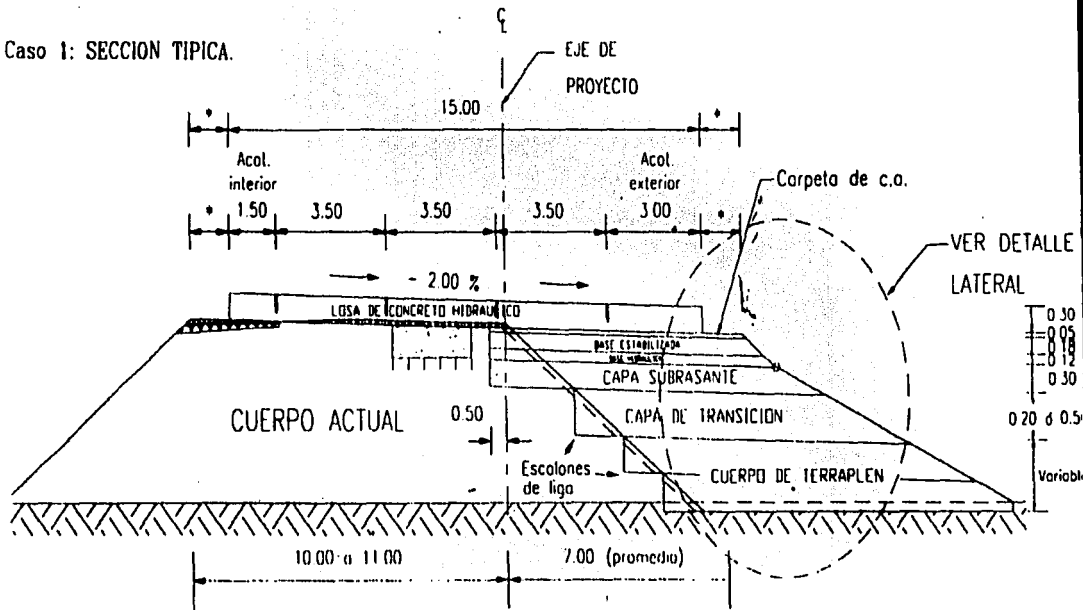 Caso 1: SECCION TIPICA.
EJE DE
PROYECTO
* 15.00 *
Acot.
interior
Acot.
exterior
Carpeta de c.a.
* 1.50 3.50 3.50 3.50 3.00 *
VER DETALLE
LATERAL
- 2.00 %
LOSA DE CONCRETO HIDRAULICO
0 30
0 05
0 18
0 12
0 30
BASE ESTABILIZADA
CAPA SUBRASANTE
CUERPO ACTUAL
0.50
CAPA DE TRANSICION
0 20 ó 0.50
Escalones
de liga
CUERPO DE TERRAPLEN
Variable
10 00 a 11.00
7.00 (promedio)